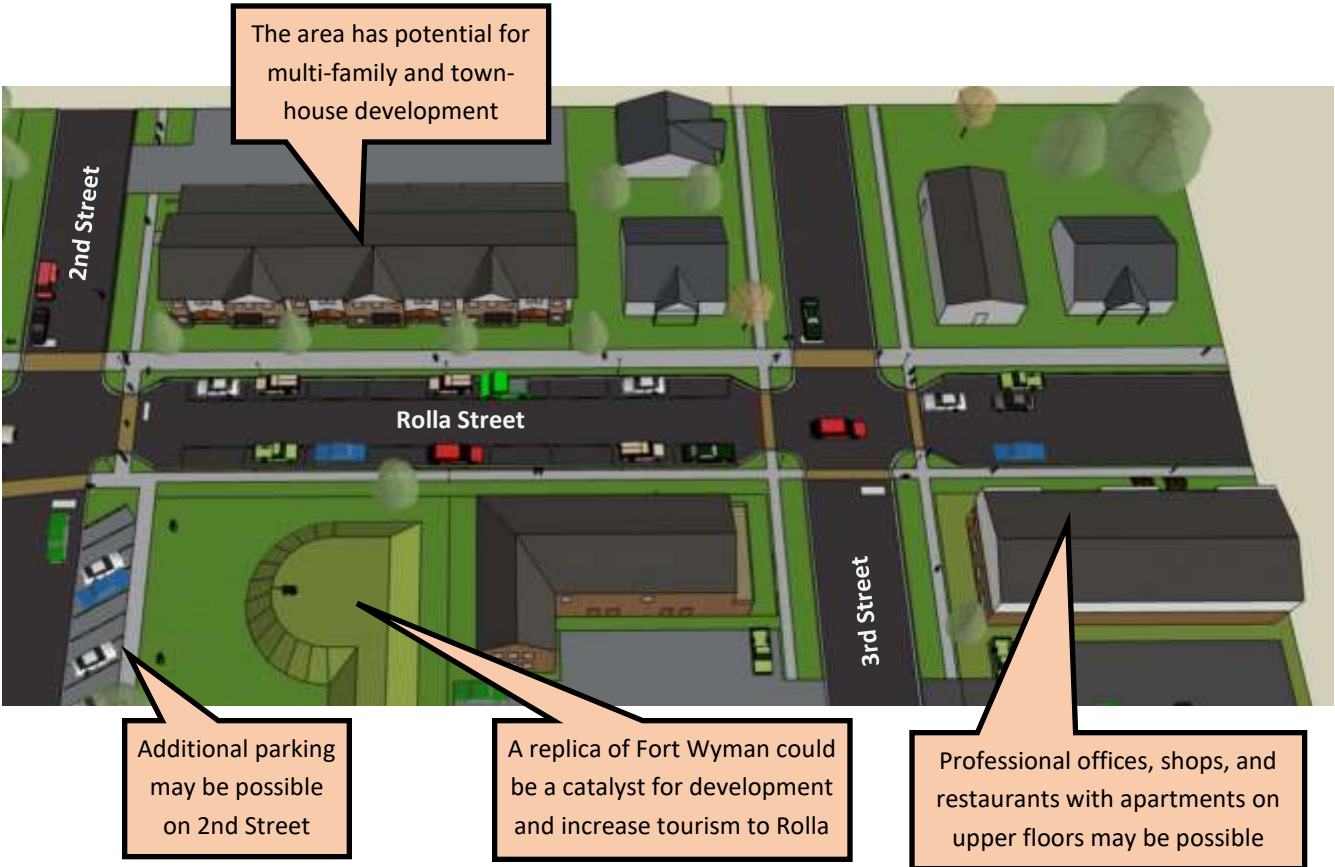 The area has potential for
multi-family and town-
house development
2nd Street
Rolla Street
3rd Street
Additional parking
may be possible
on 2nd Street
A replica of Fort Wyman could
be a catalyst for development
and increase tourism to Rolla
Professional offices, shops, and
restaurants with apartments on
upper floors may be possible